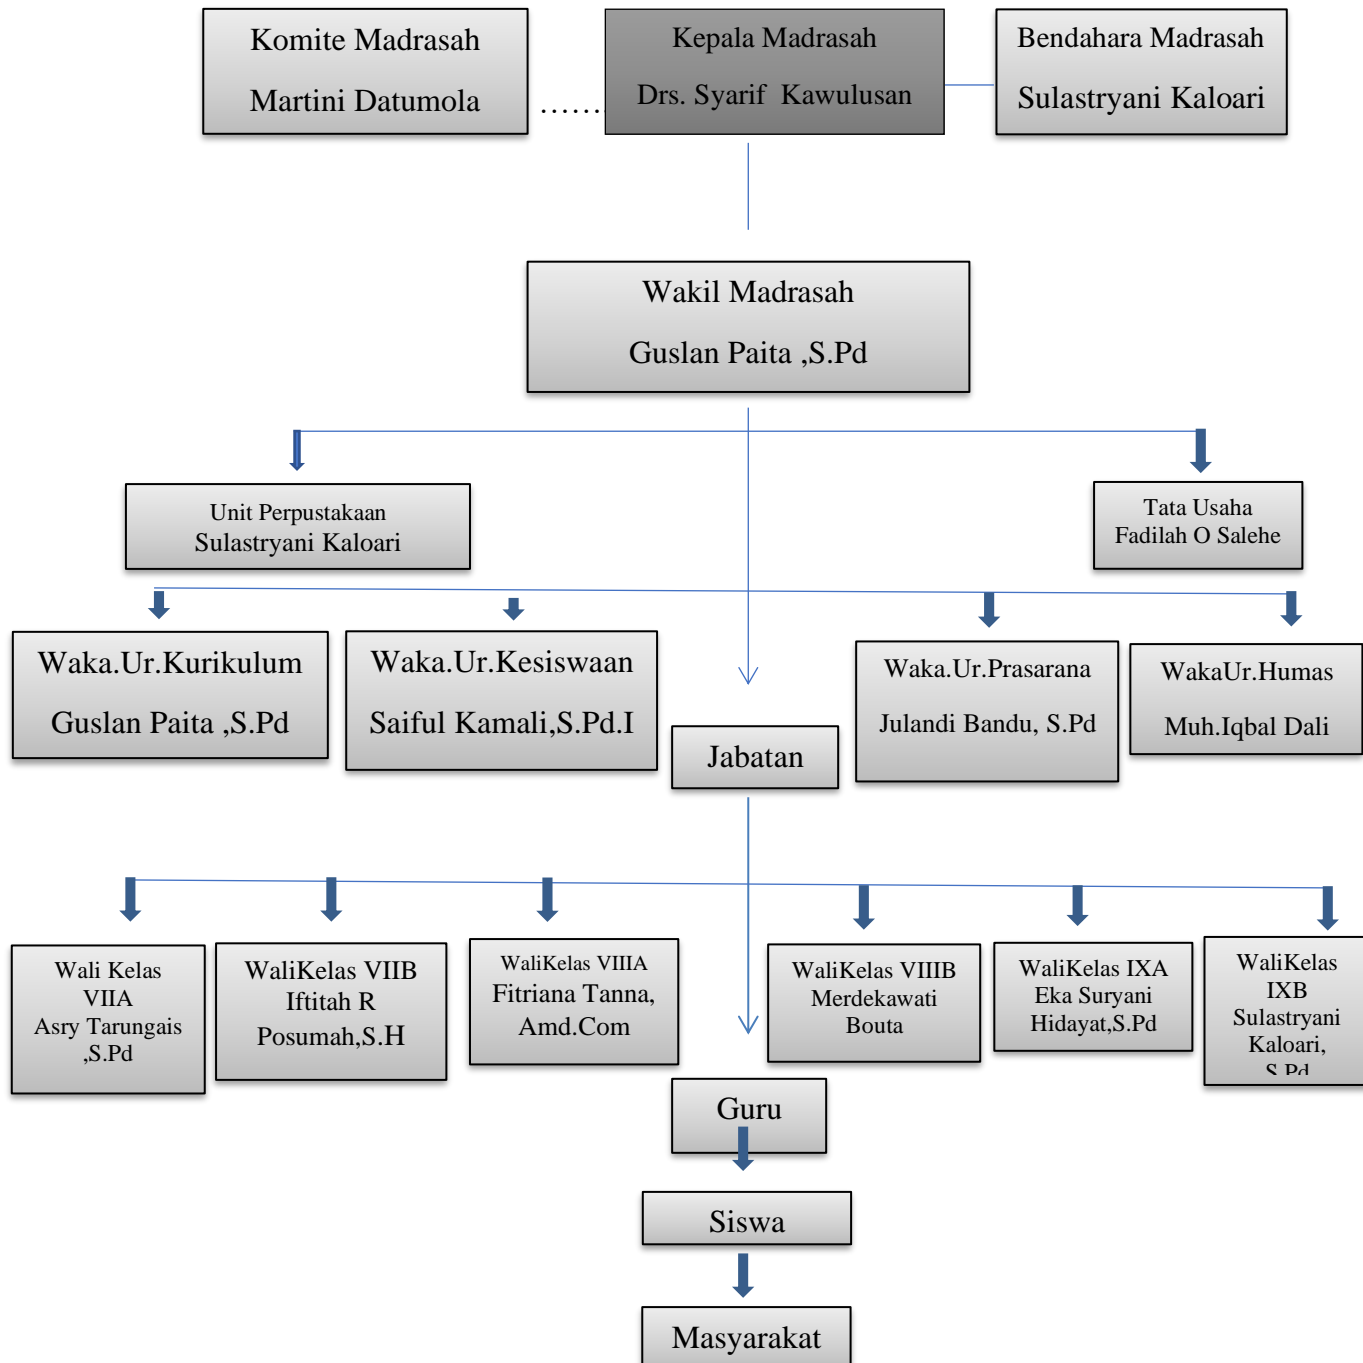 Komite Madrasah
Martini Datumola
.......
Kepala Madrasah
Drs. Syarif Kawulusan
Bendahara Madrasah
Sulastryani Kaloari
Wakil Madrasah
Guslan Paita ,S.Pd
Unit Perpustakaan
Sulastryani Kaloari
Tata Usaha
Fadilah O Salehe
Waka.Ur.Kurikulum
Guslan Paita ,S.Pd
Waka.Ur.Kesiswaan
Saiful Kamali,S.Pd.I
Waka.Ur.Prasarana
Julandi Bandu, S.Pd
WakaUr.Humas
Muh.Iqbal Dali
Jabatan
Wali Kelas
VIIA
Asry Tarungais
,S.Pd
WaliKelas VIIB
Iftitah R
Posumah,S.H
WaliKelas VIIIA
Fitriana Tanna,
Amd.Com
WaliKelas VIIIB
Merdekawati
Bouta
WaliKelas IXA
Eka Suryani
Hidayat,S.Pd
WaliKelas
IXB
Sulastryani
Kaloari,
S.Pd
Guru
Siswa
Masyarakat